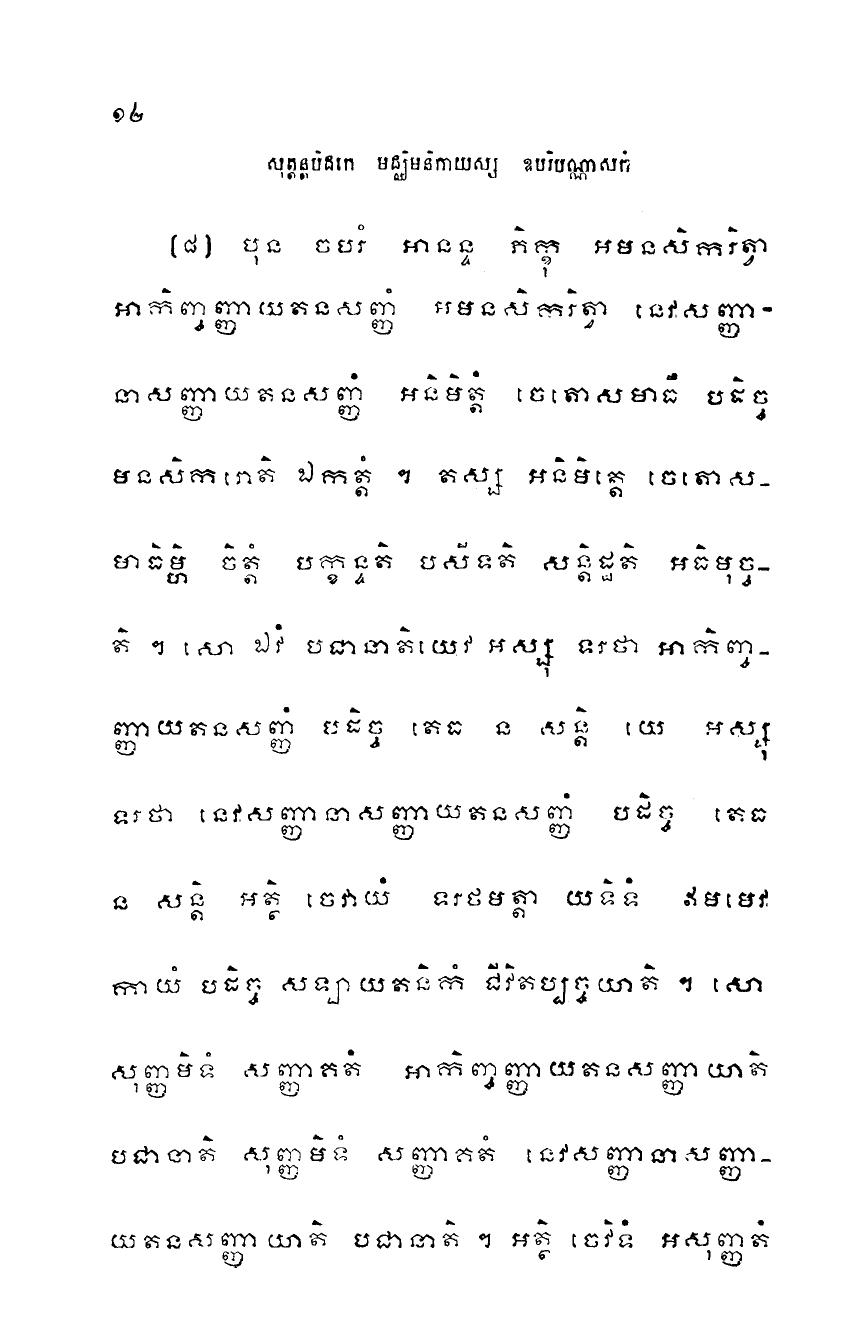 ១២
សុត្តន្តបិដកេ មជ្ឈិមនិកាយស្ស ឧបរិបណ្ណាសកំ
(៨) បុន ចបរំ អានន្ទ ភិក្ខុ អមនសិករិត្វា
អាកិញ្ចញ្ញាយតនសញ្ញំ អមនសិករិត្វា នេវសញ្ញា-
នាសញ្ញាយតនសញ្ញំ អនិមិត្តំ ចេតោសមាធឹ បដិច្ច
មនសិករោតិ ឯកត្តំ ។ តស្ស អនិមិត្តេ ចេតោស-
មាធិម្ហិ ចិត្តំ បក្ខន្ទតិ បសីទតិ សន្តិដ្ឋតិ អធិមុច្ច-
តិ ។ សោ ឯវំ បជានាតិយេវ អស្សុ ទរថា អាកិញ្ច-
ញ្ញាយតនសញ្ញំ បដិច្ច តេធ ន សន្តិ យេ អស្សុ
ទរថា នេវសញ្ញានាសញ្ញាយតនសញ្ញំ បដិច្ច តេធ
ន សន្តិ អត្ថិ ចេវាយំ ទរថមត្តា យទិទំ ឥមមេវ
កាយំ បដិច្ច សឡាយតនិកំ ជីវិតប្បច្ចយាតិ ។ សោ
សុញ្ញមិទំ សញ្ញាគតំ អាកិញ្ចញ្ញាយតនសញ្ញាយាតិ
បជានាតិ សុញ្ញមិទំ សញ្ញាគតំ នេវសញ្ញានាសញ្ញា-
យតនសញ្ញាយាតិ បជានាតិ ។ អត្ថិ ចេវិទំ អសុញ្ញតំ